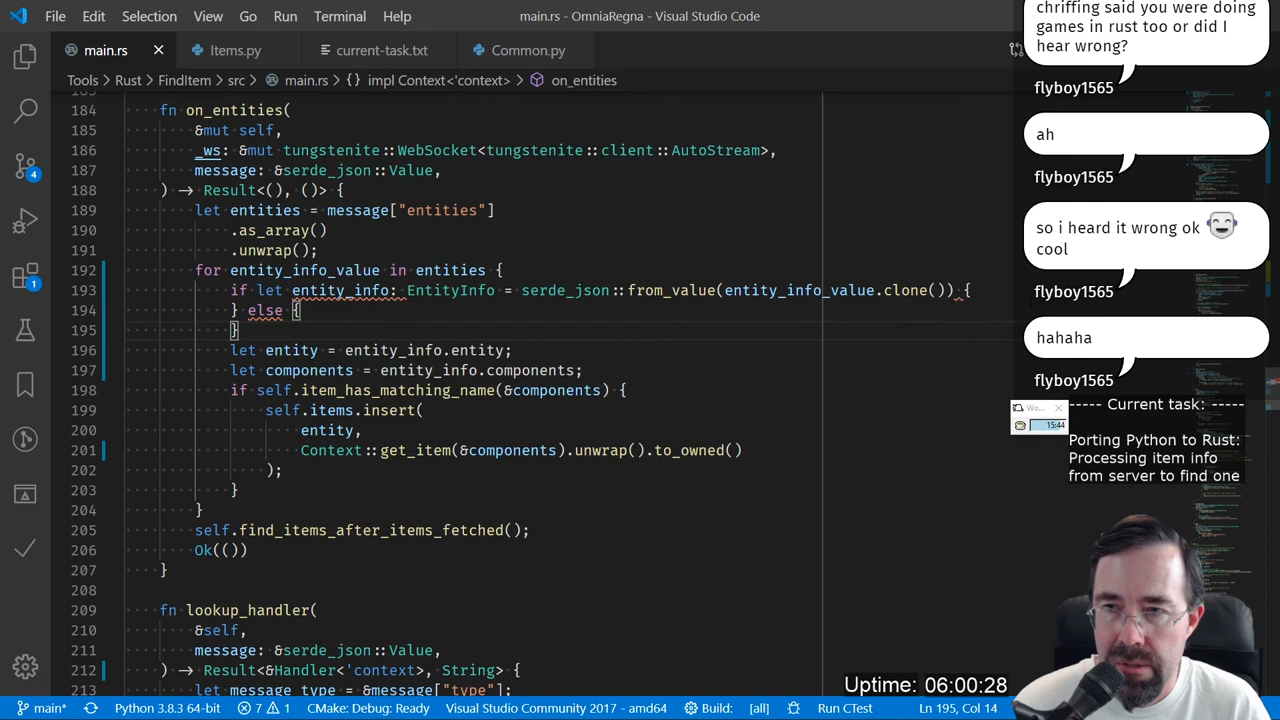 File Edit Selection View Go Run Terminal Help main.rs - OmniaRegna - Visual Studio Code
main.rs Items.py current-task.txt Common.py
Tools > Rust > FindItem > src > main.rs > {} impl Context<'context> > on_entities
184 fn on_entities(
185 &mut self,
186 _ws: &mut tungstenite::WebSocket<tungstenite::client::AutoStream>,
187 message: &serde_json::Value,
188 ) -> Result<(), ()> {
189 let entities = message["entities"]
190 .as_array()
191 .unwrap();
192 for entity_info_value in entities {
193 if let entity_info: EntityInfo = serde_json::from_value(entity_info_value.clone()) {
194 } else {
195 }
196 let entity = entity_info.entity;
197 let components = entity_info.components;
198 if self.item_has_matching_name(&components) {
199 self.items.insert(
200 entity,
201 Context::get_item(&components).unwrap().to_owned()
202 );
203 }
204 }
205 self.find_items_after_items_fetched();
206 Ok(())
207 }
208
209 fn lookup_handler(
210 &self,
211 message: &serde_json::Value,
212 ) -> Result<&Handler<'context>, String> {
213 let message_type = &message["type"];
4
1
chriffing said you were doing
games in rust too or did I
hear wrong?
flyboy1565
ah
flyboy1565
so i heard it wrong ok
cool
flyboy1565
hahaha
flyboy1565
Wo...
15:44
----- Current task: -----
Porting Python to Rust:
Processing item info
from server to find one
Uptime: 06:00:28
main* Python 3.8.3 64-bit 7 1 CMake: Debug: Ready Visual Studio Community 2017 - amd64 Build: [all] Run CTest Ln 195, Col 14